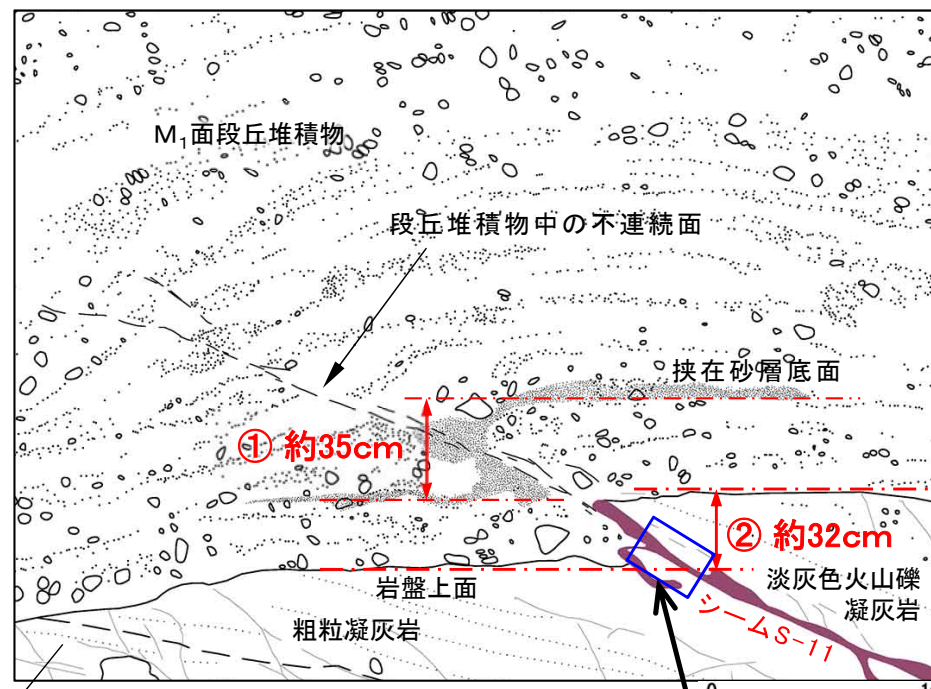 M₁面段丘堆積物
段丘堆積物中の不連続面
挟在砂層底面
① 約35cm
② 約32cm
岩盤上面
淡灰色火山礫
凝灰岩
粗粒凝灰岩
シームS-11